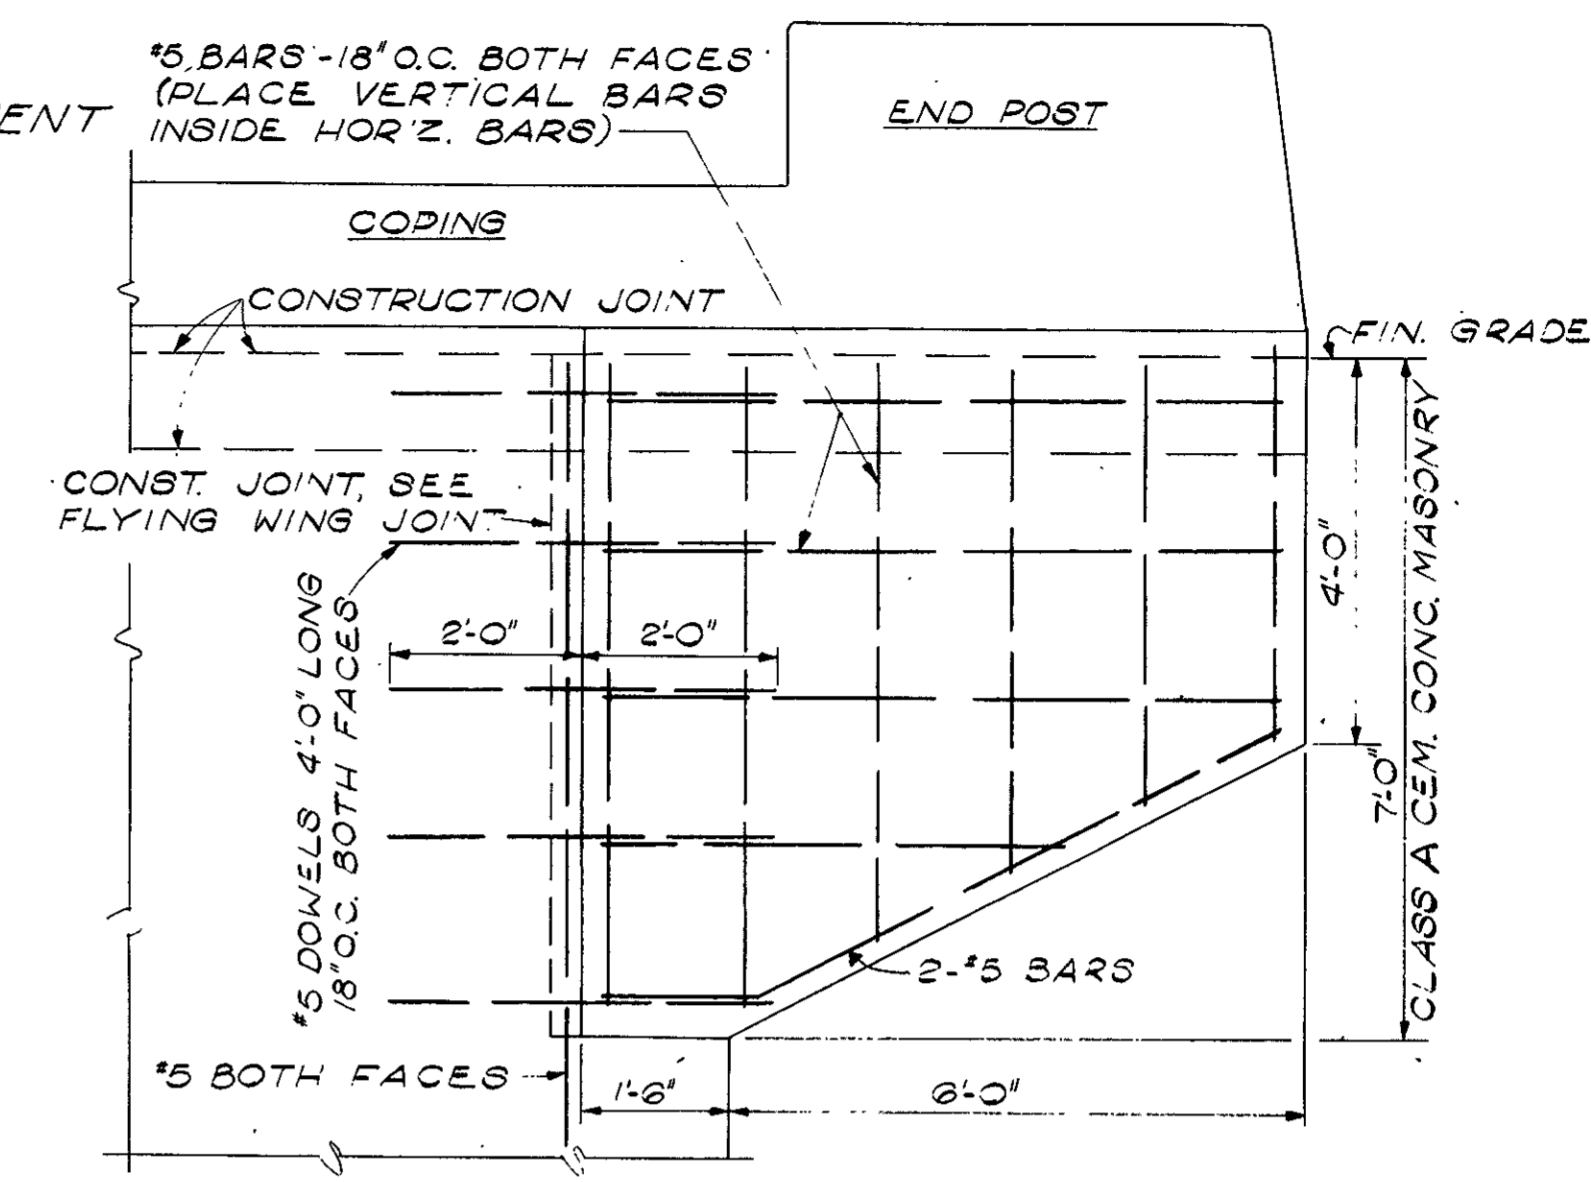 #5, BARS - 18" O.C. BOTH FACES
(PLACE VERTICAL BARS
INSIDE HOR'Z. BARS)
ENT
END POST
COPING
CONSTRUCTION JOINT
FIN. GRADE
CONST. JOINT, SEE
FLYING WING JOINT
#5 DOWELS 4'-0" LONG
18" O.C. BOTH FACES
2'-0"
2'-0"
4'-0"
7'-0"
CLASS A CEM. CONC. MASONRY
2-#5 BARS
#5 BOTH FACES
1'-6"
6'-0"